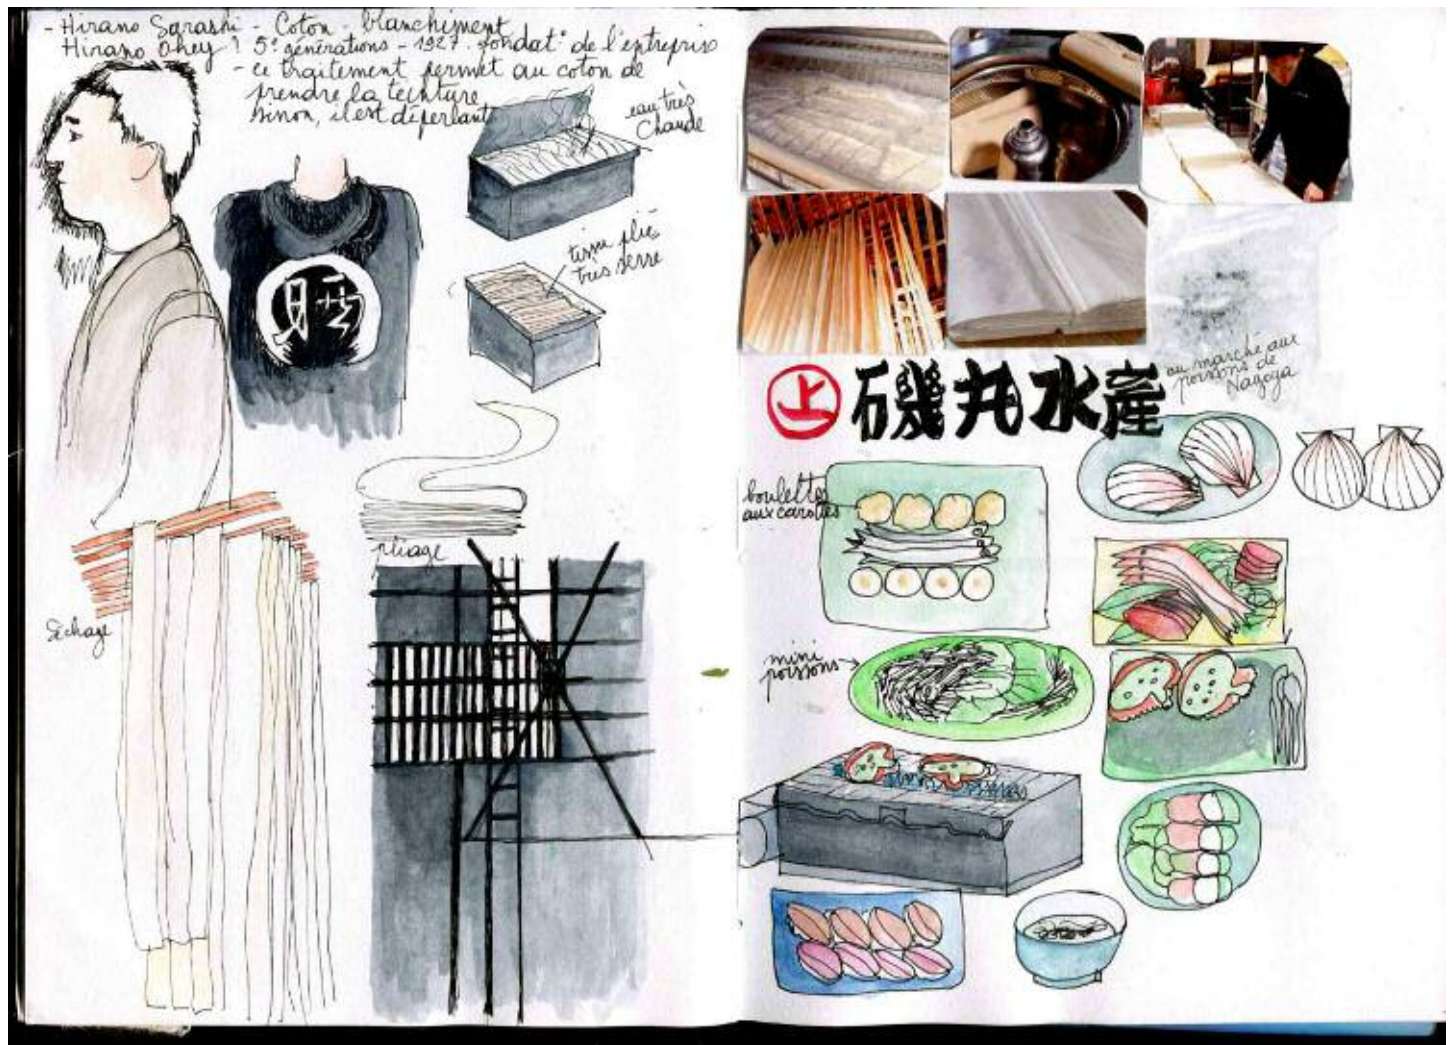 - Hirano Sarashi - Coton - blanchiment
Hirano Ohey ? 5e générations - 1927. fondat° de l'entreprise
- ce traitement permet au coton de
prendre la teinture
sinon, il est déperlant
eau très
Chaude
tissu plié
très serré
pliage
Séchage
au marché aux
poissons de
Nagoya
上 磯丸水産
boulettes
aux carottes
mini
poissons